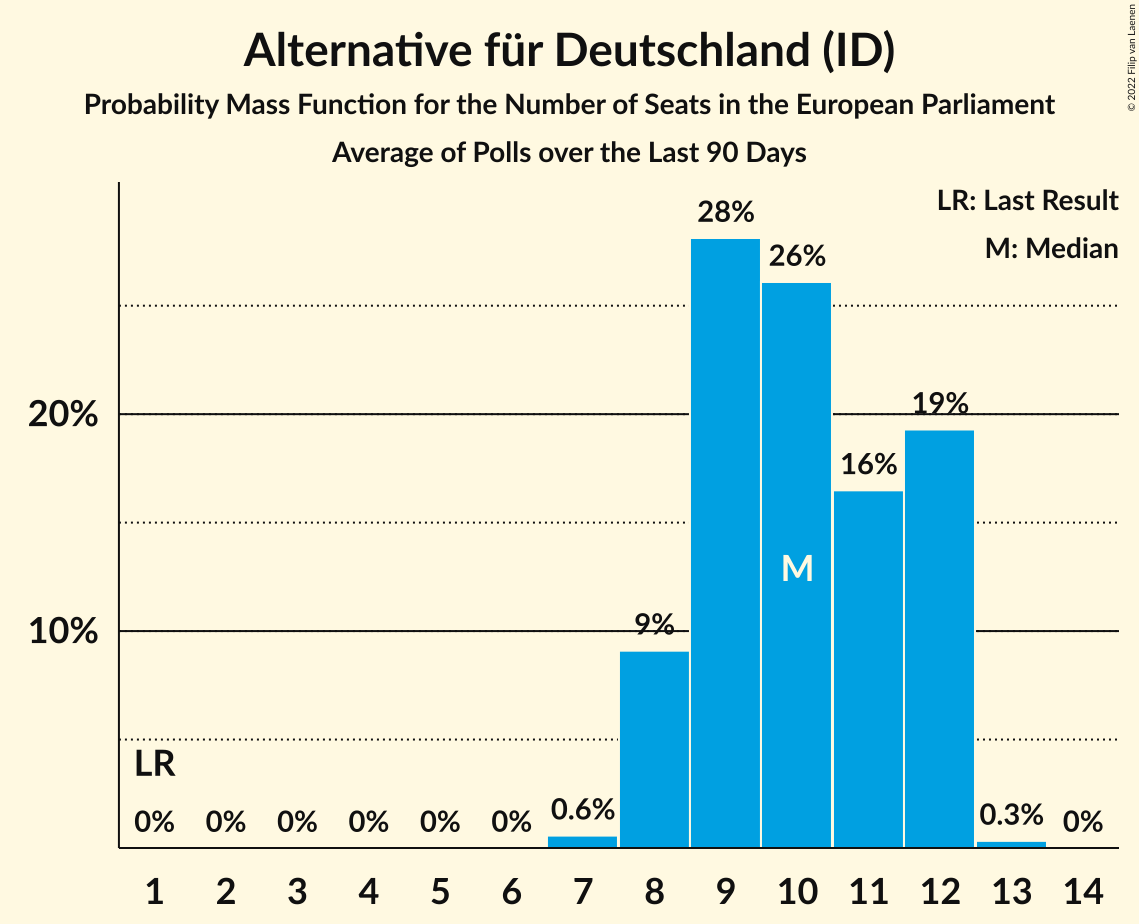 Alternative für Deutschland (ID)
Probability Mass Function for the Number of Seats in the European Parliament
Average of Polls over the Last 90 Days
© 2022 Filip van Laenen
LR: Last Result
M: Median
28%
26%
20%
19%
16%
M
10%
9%
LR
0% 0% 0% 0% 0% 0% 0.6% 0.3% 0%
1 2 3 4 5 6 7 8 9 10 11 12 13 14